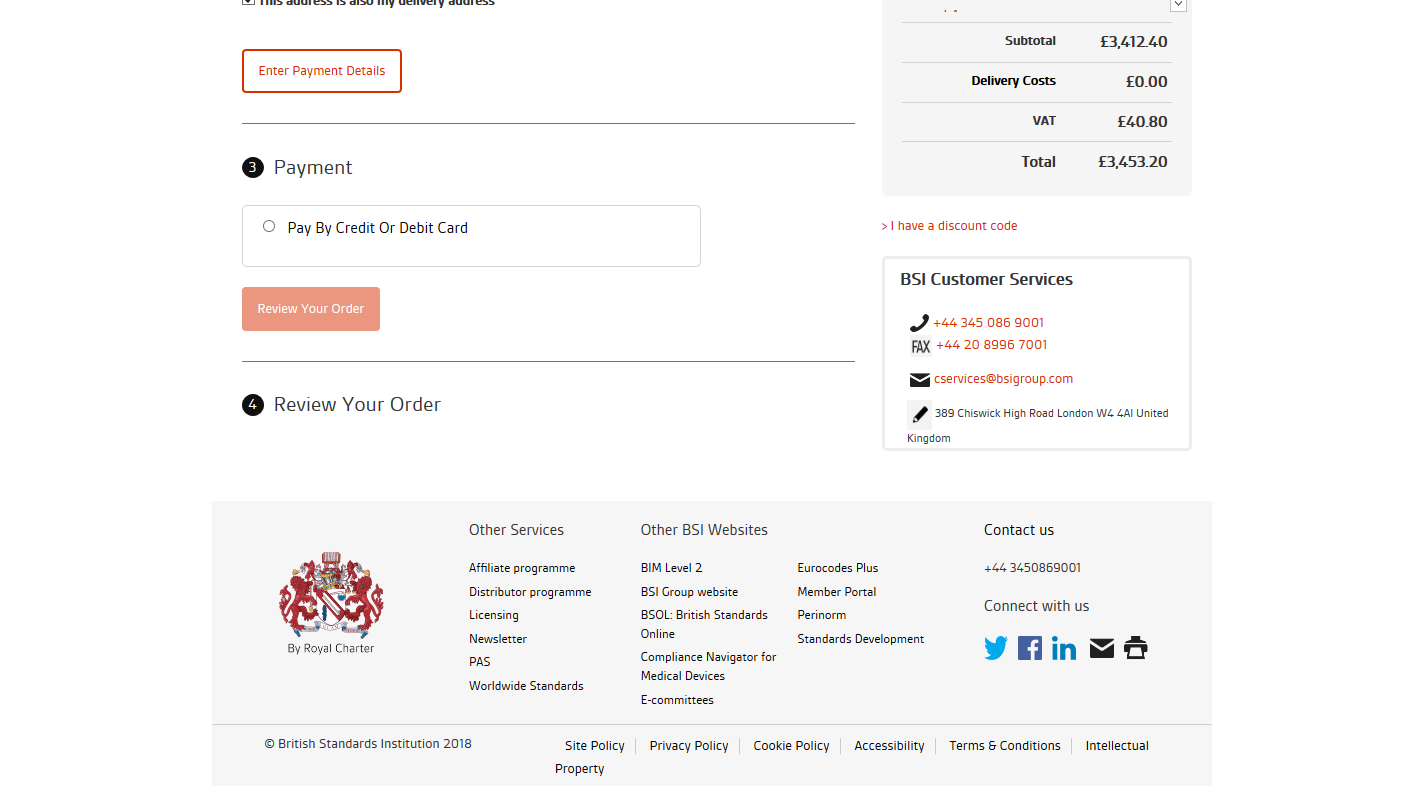 This address is also my delivery address
Enter Payment Details
3 Payment
Pay By Credit Or Debit Card
Review Your Order
4 Review Your Order
Subtotal £3,412.40
Delivery Costs £0.00
VAT £40.80
Total £3,453.20
> I have a discount code
BSI Customer Services
+44 345 086 9001
FAX +44 20 8996 7001
cservices@bsigroup.com
389 Chiswick High Road London W4 4Al United
Kingdom
By Royal Charter
Other Services
Affiliate programme
Distributor programme
Licensing
Newsletter
PAS
Worldwide Standards
Other BSI Websites
BIM Level 2
BSI Group website
BSOL: British Standards
Online
Compliance Navigator for
Medical Devices
E-committees
Eurocodes Plus
Member Portal
Perinorm
Standards Development
Contact us
+44 3450869001
Connect with us
© British Standards Institution 2018
Site Policy
Privacy Policy
Cookie Policy
Accessibility
Terms & Conditions
Intellectual
Property